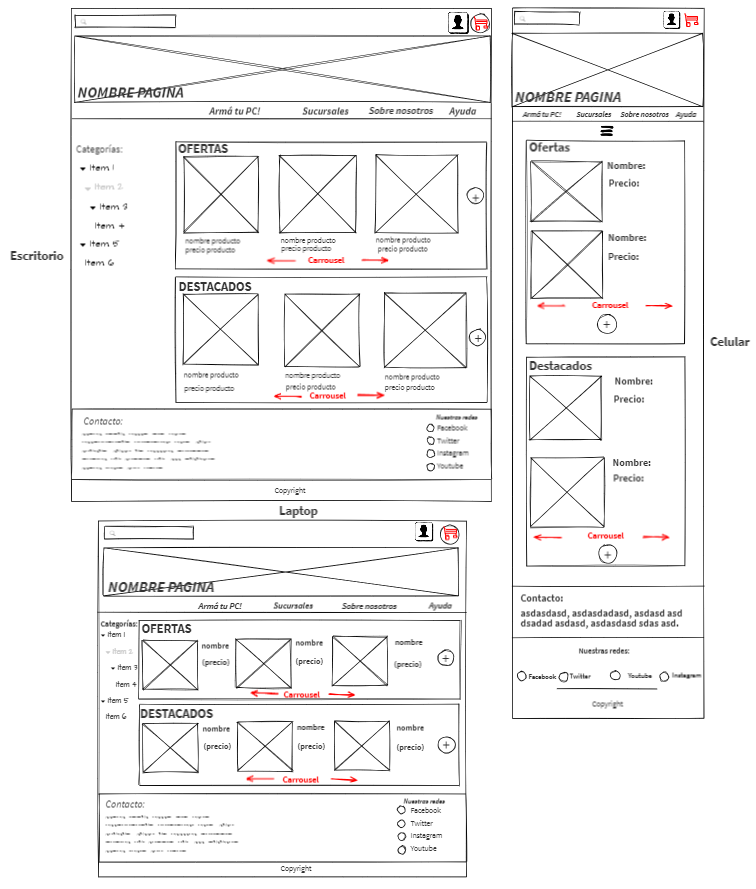 Escritorio
NOMBRE PAGINA
Armá tu PC!
Sucursales
Sobre nosotros
Ayuda
Categorías:
Item 1
Item 2
Item 3
Item 4
Item 5
Item 6
OFERTAS
nombre producto
precio producto
nombre producto
precio producto
nombre producto
precio producto
+
Carrousel
DESTACADOS
nombre producto
precio producto
nombre producto
precio producto
nombre producto
precio producto
+
Carrousel
Contacto:
Nuestras redes
Facebook
Twitter
Instagram
Youtube
Copyright
Laptop
NOMBRE PAGINA
Armá tu PC!
Sucursales
Sobre nosotros
Ayuda
Categorías:
Item 1
Item 2
Item 3
Item 4
Item 5
Item 6
OFERTAS
nombre
(precio)
nombre
(precio)
nombre
(precio)
+
Carrousel
DESTACADOS
nombre
(precio)
nombre
(precio)
nombre
(precio)
+
Carrousel
Contacto:
Nuestras redes
Facebook
Twitter
Instagram
Youtube
Copyright
Celular
NOMBRE PAGINA
Armá tu PC!
Sucursales
Sobre nosotros
Ayuda
Ofertas
Nombre:
Precio:
Nombre:
Precio:
Carrousel
+
Destacados
Nombre:
Precio:
Nombre:
Precio:
Carrousel
+
Contacto:
asdasdasd, asdasdadasd, asdasd asd
dsadad asdasd, asdasdasd sdas asd.
Nuestras redes:
Facebook
Twitter
Youtube
Instagram
Copyright